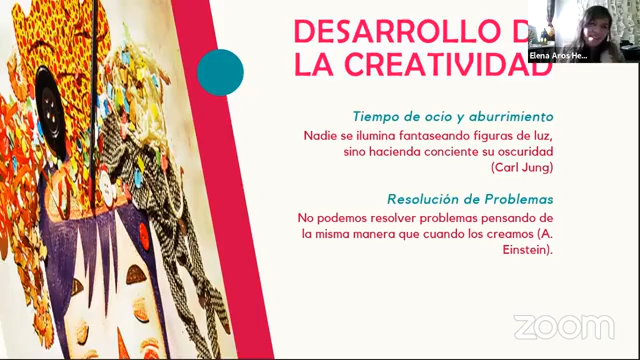 DESARROLLO D
LA CREATIVIDAD
Elena Aros He...
Tiempo de ocio y aburrimiento
Nadie se ilumina fantaseando figuras de luz,
sino hacienda conciente su oscuridad
(Carl Jung)
Resolución de Problemas
No podemos resolver problemas pensando de
la misma manera que cuando los creamos (A.
Einstein).
zoom